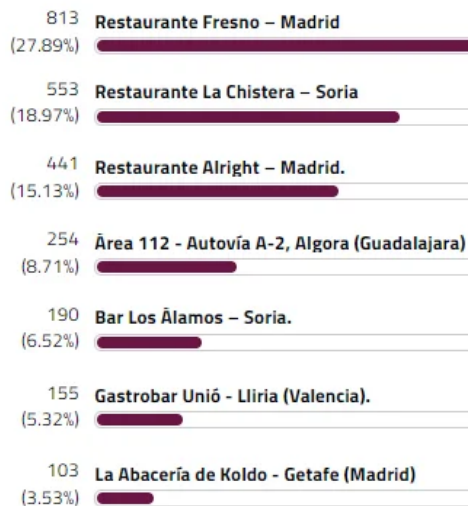 813 Restaurante Fresno – Madrid
(27.89%)
553 Restaurante La Chistera – Soria
(18.97%)
441 Restaurante Alright – Madrid.
(15.13%)
254 Área 112 - Autovía A-2, Algora (Guadalajara)
(8.71%)
190 Bar Los Álamos – Soria.
(6.52%)
155 Gastrobar Unió - Lliria (Valencia).
(5.32%)
103 La Abacería de Koldo - Getafe (Madrid)
(3.53%)